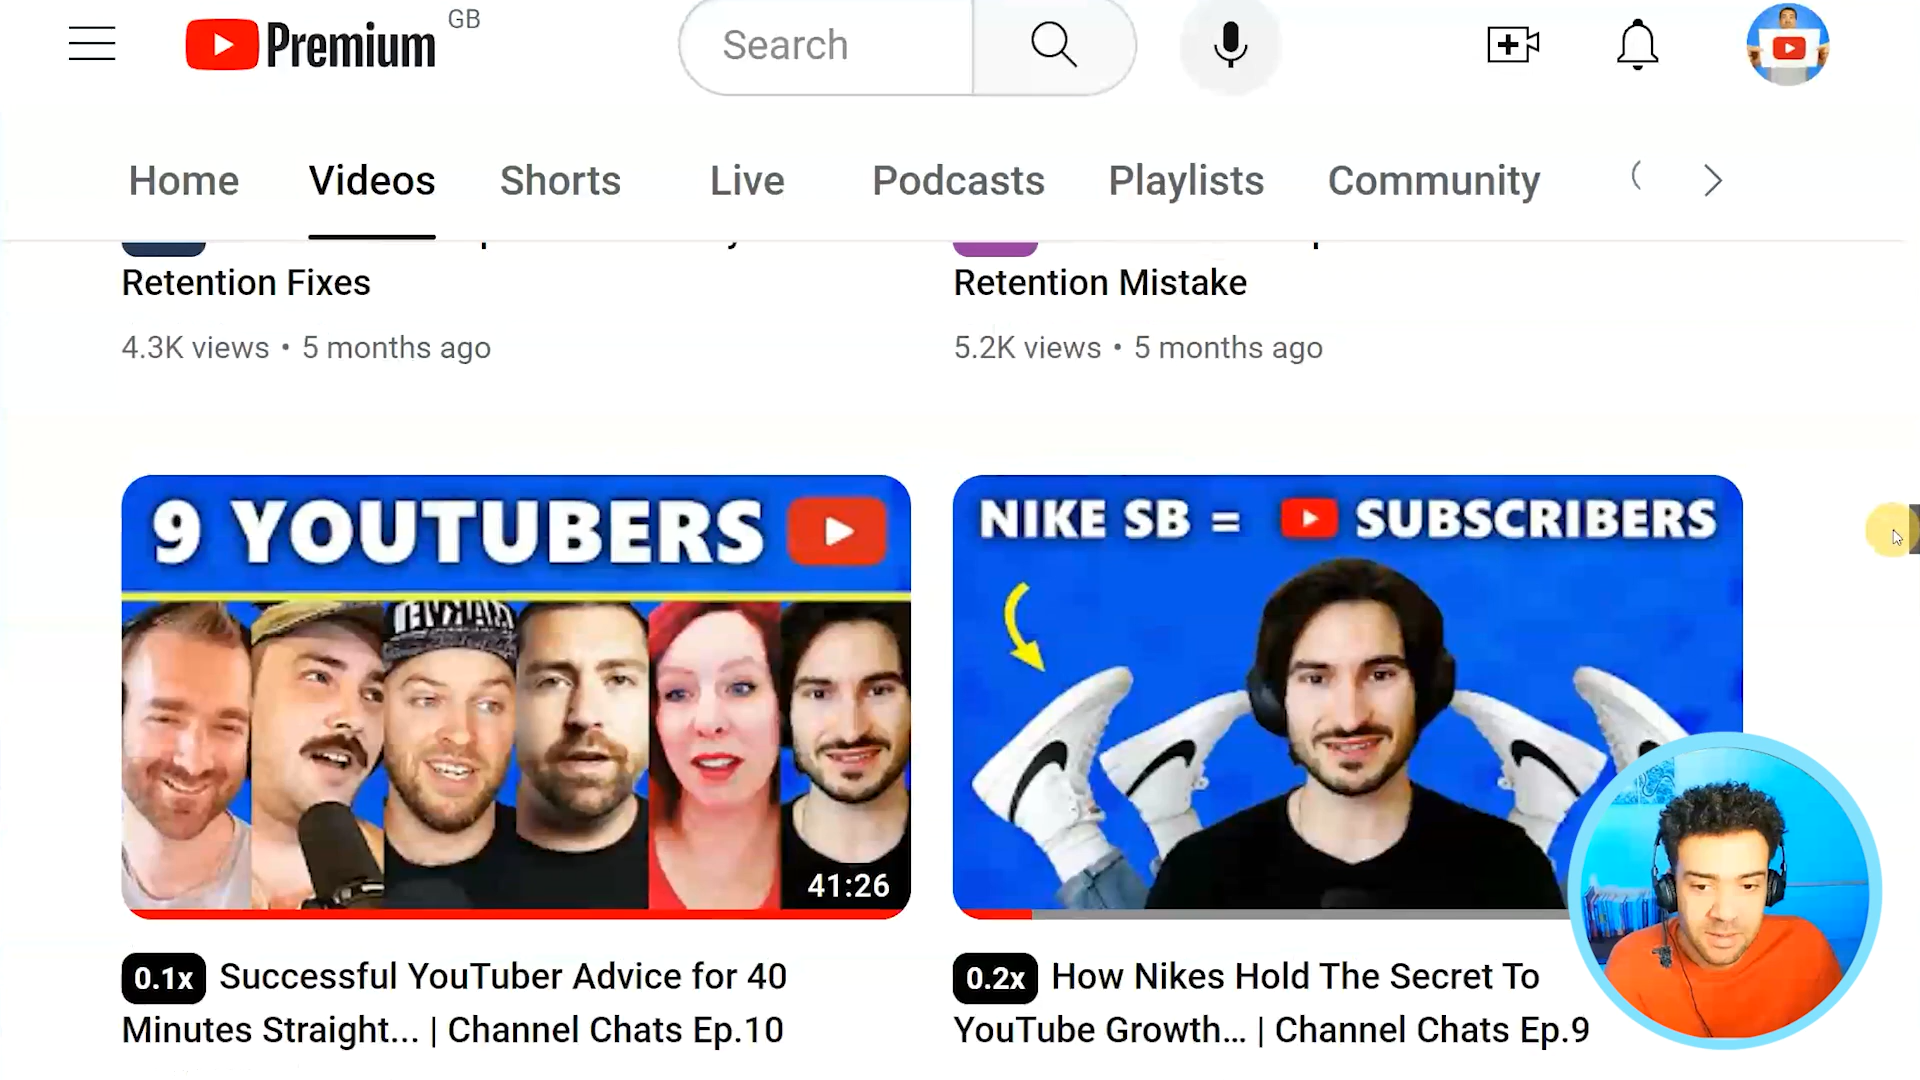 Premium GB
Search
Home Videos Shorts Live Podcasts Playlists Community
Retention Fixes
4.3K views • 5 months ago
Retention Mistake
5.2K views • 5 months ago
9 YOUTUBERS
41:26
0.1x Successful YouTuber Advice for 40
Minutes Straight... | Channel Chats Ep.10
NIKE SB = SUBSCRIBERS
0.2x How Nikes Hold The Secret To
YouTube Growth... | Channel Chats Ep.9